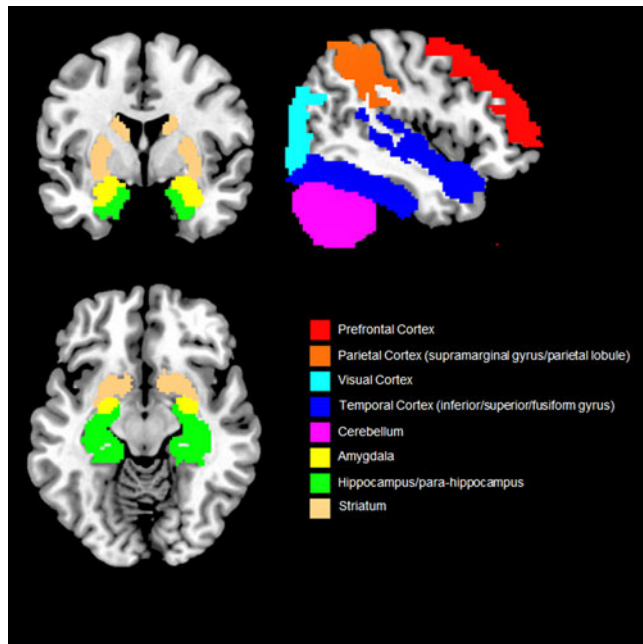 Prefrontal Cortex
Parietal Cortex (supramarginal gyrus/parietal lobule)
Visual Cortex
Temporal Cortex (inferior/superior/fusiform gyrus)
Cerebellum
Amygdala
Hippocampus/para-hippocampus
Striatum